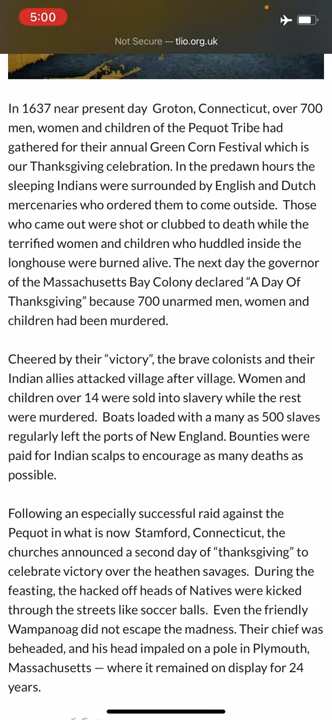 5:00
Not Secure — tlio.org.uk
In 1637 near present day Groton, Connecticut, over 700
men, women and children of the Pequot Tribe had
gathered for their annual Green Corn Festival which is
our Thanksgiving celebration. In the predawn hours the
sleeping Indians were surrounded by English and Dutch
mercenaries who ordered them to come outside. Those
who came out were shot or clubbed to death while the
terrified women and children who huddled inside the
longhouse were burned alive. The next day the governor
of the Massachusetts Bay Colony declared “A Day Of
Thanksgiving” because 700 unarmed men, women and
children had been murdered.
Cheered by their “victory”, the brave colonists and their
Indian allies attacked village after village. Women and
children over 14 were sold into slavery while the rest
were murdered. Boats loaded with a many as 500 slaves
regularly left the ports of New England. Bounties were
paid for Indian scalps to encourage as many deaths as
possible.
Following an especially successful raid against the
Pequot in what is now Stamford, Connecticut, the
churches announced a second day of “thanksgiving” to
celebrate victory over the heathen savages. During the
feasting, the hacked off heads of Natives were kicked
through the streets like soccer balls. Even the friendly
Wampanoag did not escape the madness. Their chief was
beheaded, and his head impaled on a pole in Plymouth,
Massachusetts — where it remained on display for 24
years.